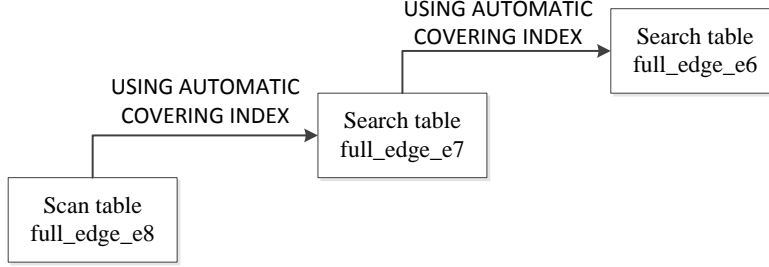 USING AUTOMATIC
COVERING INDEX
Search table
full_edge_e6
USING AUTOMATIC
COVERING INDEX
Search table
full_edge_e7
Scan table
full_edge_e8